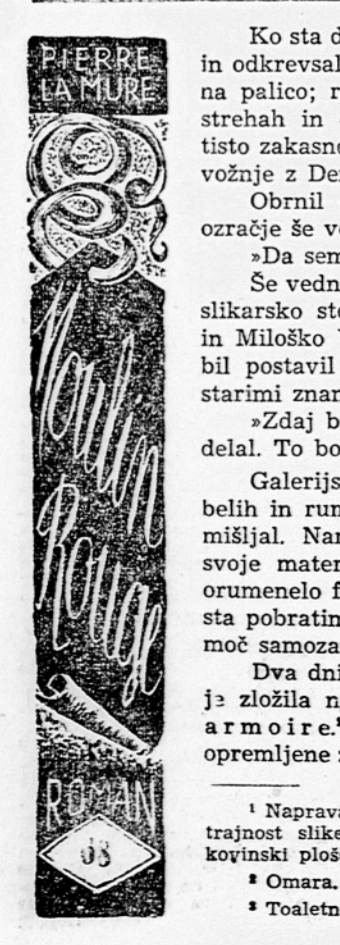 PIERRE
LA MURE
Moulin
Rouge
ROMAN
68
Ko sta d
in odkrevsal
na palico; r
strehah in
tisto zakasne
vožnje z De
Obrnil
ozračje še v
»Da sem
Še vedn
slikarsko sto
in Miloško
bil postavil
starimi znan
»Zdaj b
delal. To bo
Galerijs
belih in run
mišljal. Nan
svoje mater
orumenelo f
sta pobratin
moč samoza
Dva dni
je zložila n
armoire.²
opremljene
¹ Naprava
trajnost slike
kovinski ploš
² Omara.
³ Toaletn